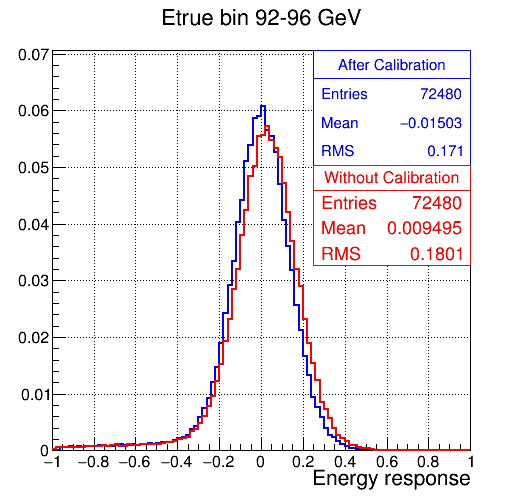 Etrue bin 92-96 GeV
After Calibration
Entries 72480
Mean −0.01503
RMS 0.171
Without Calibration
Entries 72480
Mean 0.009495
RMS 0.1801
0.07
0.06
0.05
0.04
0.03
0.02
0.01
0
−1 −0.8 −0.6 −0.4 −0.2 0 0.2 0.4 0.6 0.8 1
Energy response